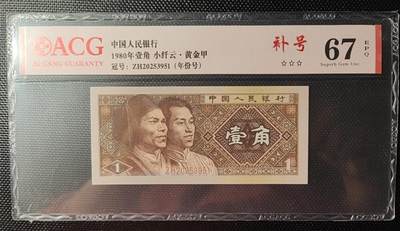 ACG
中国人民银行
1980年壹角 小纤云·黄金甲
冠号: ZH20253951 (年份号)
补号
☆☆☆
67
EPQ
Superb Gem Unc
中国人民银行
壹角
1
1
ZH20253951